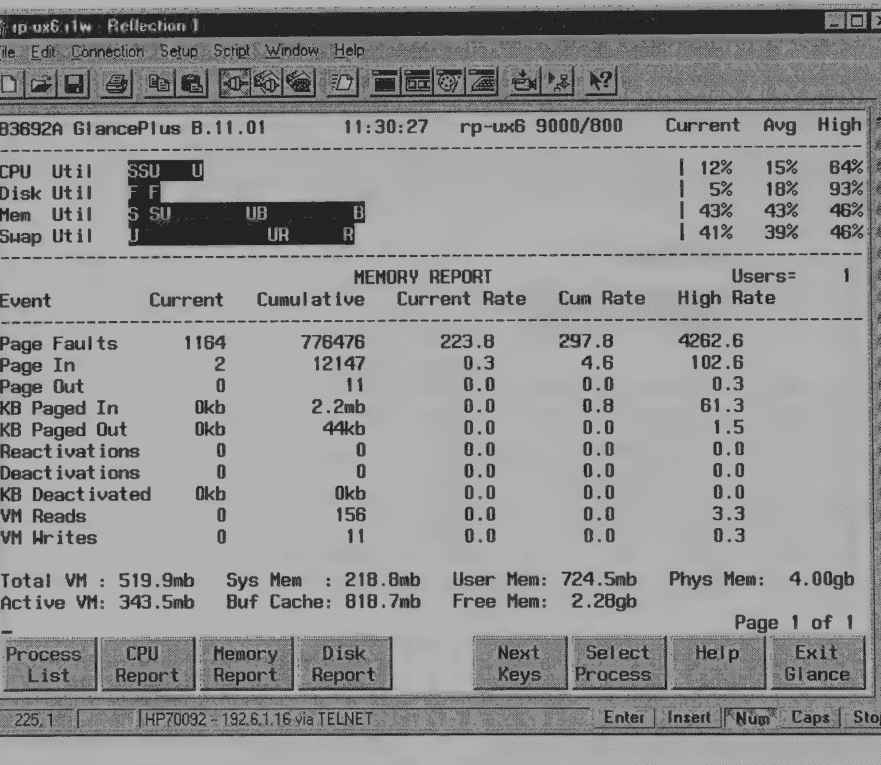 rp-ux6.r1w - Reflection 1
ile Edit Connection Setup Script Window Help
B3692A GlancePlus B.11.01 11:30:27 rp-ux6 9000/800 Current Avg High
CPU Util SSU U | 12% 15% 84%
Disk Util F F | 5% 18% 93%
Mem Util S SU UB B | 43% 43% 46%
Swap Util U UR R | 41% 39% 46%
MEMORY REPORT Users= 1
Event Current Cumulative Current Rate Cum Rate High Rate
Page Faults 1164 776476 223.8 297.8 4262.6
Page In 2 12147 0.3 4.6 102.6
Page Out 0 11 0.0 0.0 0.3
KB Paged In 0kb 2.2mb 0.0 0.8 61.3
KB Paged Out 0kb 44kb 0.0 0.0 1.5
Reactivations 0 0 0.0 0.0 0.0
Deactivations 0 0 0.0 0.0 0.0
KB Deactivated 0kb 0kb 0.0 0.0 0.0
VM Reads 0 156 0.0 0.0 3.3
VM Writes 0 11 0.0 0.0 0.3
Total VM : 519.9mb Sys Mem : 218.8mb User Mem: 724.5mb Phys Mem: 4.00gb
Active VM: 343.5mb Buf Cache: 818.7mb Free Mem: 2.28gb
Page 1 of 1
Process CPU Memory Disk Next Select Help Exit
List Report Report Report Keys Process Glance
225, 1 HP70092 - 192.6.1.16 via TELNET Enter Insert Num Caps Sto